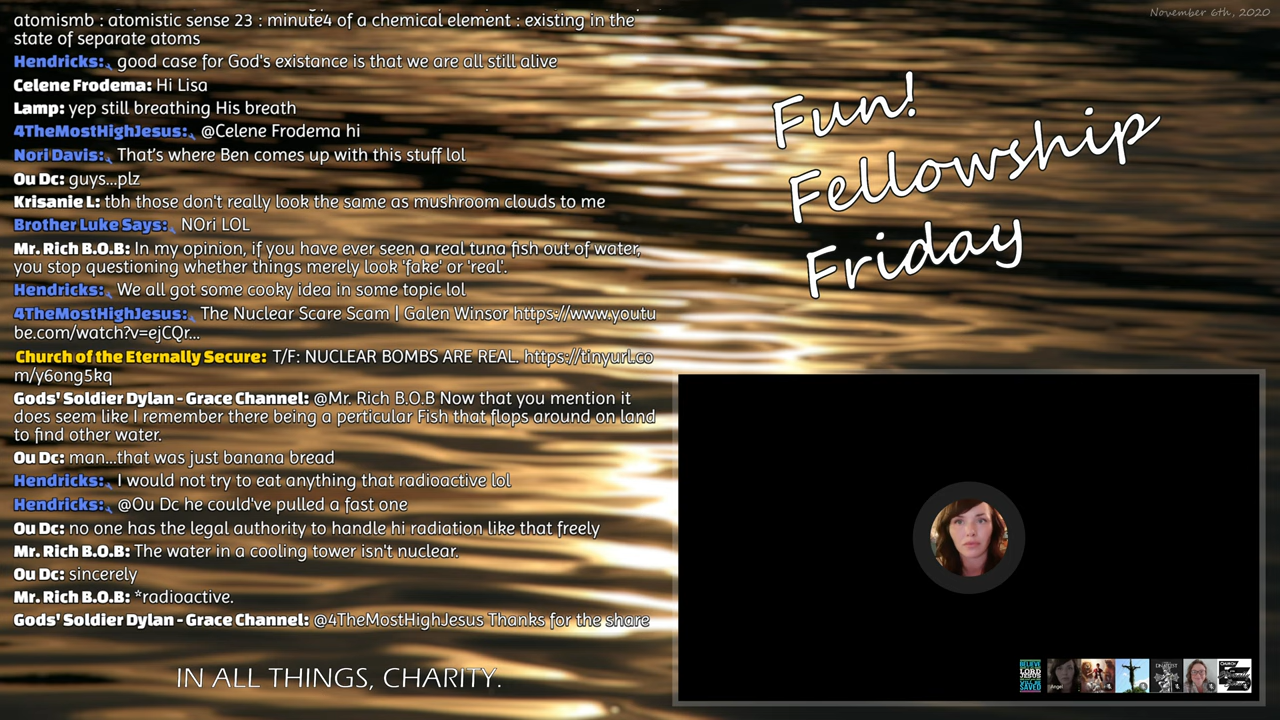 November 6th, 2020
atomismb : atomistic sense 23 : minute4 of a chemical element : existing in the
state of separate atoms
Hendricks: good case for God's existance is that we are all still alive
Celene Frodema: Hi Lisa
Lamp: yep still breathing His breath
4TheMostHighJesus: @Celene Frodema hi
Nori Davis: That's where Ben comes up with this stuff lol
Ou Dc: guys...plz
Krisanie L: tbh those don't really look the same as mushroom clouds to me
Brother Luke Says: NOri LOL
Mr. Rich B.O.B: In my opinion, if you have ever seen a real tuna fish out of water,
you stop questioning whether things merely look 'fake' or 'real'.
Hendricks: We all got some cooky idea in some topic lol
4TheMostHighJesus: The Nuclear Scare Scam | Galen Winsor https://www.youtu
be.com/watch?v=ejCQr...
Church of the Eternally Secure: T/F: NUCLEAR BOMBS ARE REAL. https://tinyurl.co
m/y6ong5kq
Gods' Soldier Dylan - Grace Channel: @Mr. Rich B.O.B Now that you mention it
does seem like I remember there being a perticular Fish that flops around on land
to find other water.
Ou Dc: man...that was just banana bread
Hendricks: I would not try to eat anything that radioactive lol
Hendricks: @Ou Dc he could've pulled a fast one
Ou Dc: no one has the legal authority to handle hi radiation like that freely
Mr. Rich B.O.B: The water in a cooling tower isn't nuclear.
Ou Dc: sincerely
Mr. Rich B.O.B: *radioactive.
Gods' Soldier Dylan - Grace Channel: @4TheMostHighJesus Thanks for the share
IN ALL THINGS, CHARITY.
Fun!
Fellowship
Friday
BELIEVE
LORD
JESUS
SAVED
Angel
CHURCH